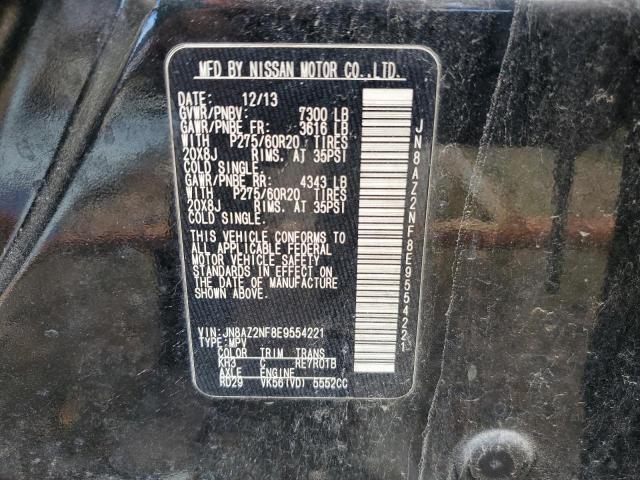 MFD BY NISSAN MOTOR CO.,LTD.
DATE: 12/13
GVWR/PNBV: 7300 LB
GAWR/PNBE FR: 3616 LB
WITH P275/60R20 TIRES
20X8J RIMS. AT 35PSI
COLD SINGLE.
GAWR/PNBE RR: 4343 LB
WITH P275/60R20 TIRES
20X8J RIMS. AT 35PSI
COLD SINGLE.
THIS VEHICLE CONFORMS TO
ALL APPLICABLE FEDERAL
MOTOR VEHICLE SAFETY
STANDARDS IN EFFECT ON
THE DATE OF MANUFACTURE
SHOWN ABOVE.
VIN: JN8AZ2NF8E9554221
TYPE: MPV
COLOR TRIM TRANS
KH3 C RE7R01B
AXLE ENGINE
RD29 VK56(VD) 5552CC
JN8AZ2NF8E9554221